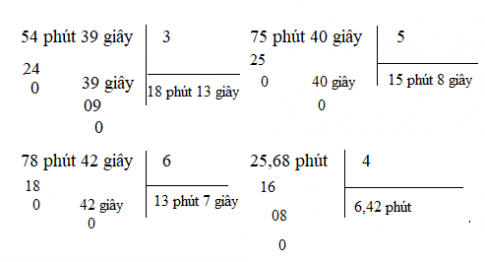 54 phút 39 giây 3
24
0 39 giây 18 phút 13 giây
09
0
75 phút 40 giây 5
25
0 40 giây 15 phút 8 giây
0
78 phút 42 giây 6
18
0 42 giây 13 phút 7 giây
0
25,68 phút 4
16
08 6,42 phút
0
.